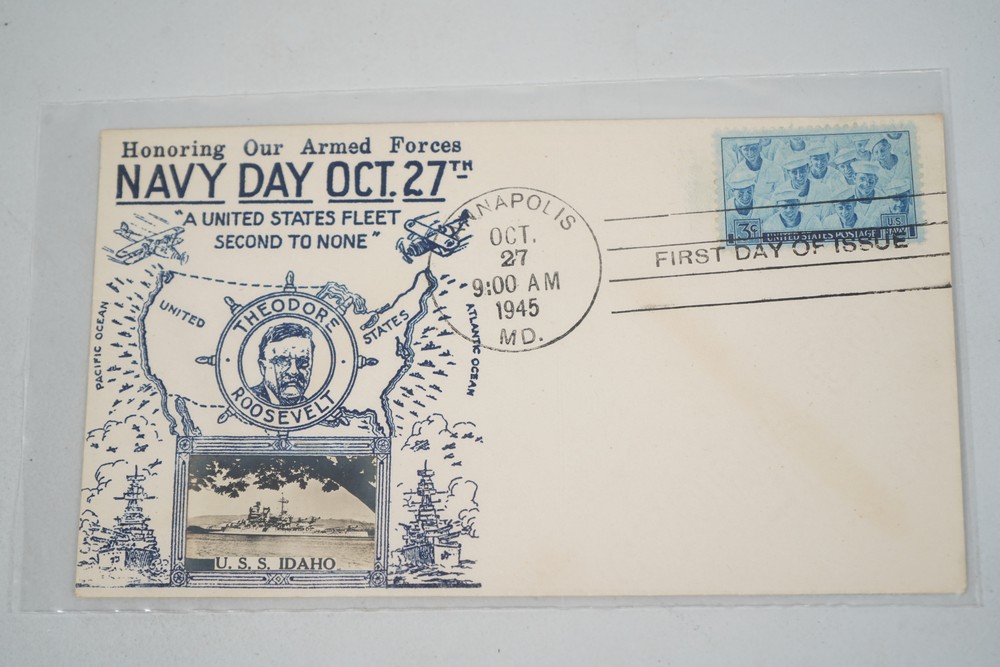 Honoring Our Armed Forces
NAVY DAY OCT. 27TH
"A UNITED STATES FLEET
SECOND TO NONE"
PACIFIC OCEAN
UNITED
STATES
ATLANTIC OCEAN
THEODORE
ROOSEVELT
U. S. S. IDAHO
ANNAPOLIS
OCT.
27
9:00 AM
1945
MD.
3¢
UNITED STATES POSTAGE
U S
NAVY
FIRST DAY OF ISSUE